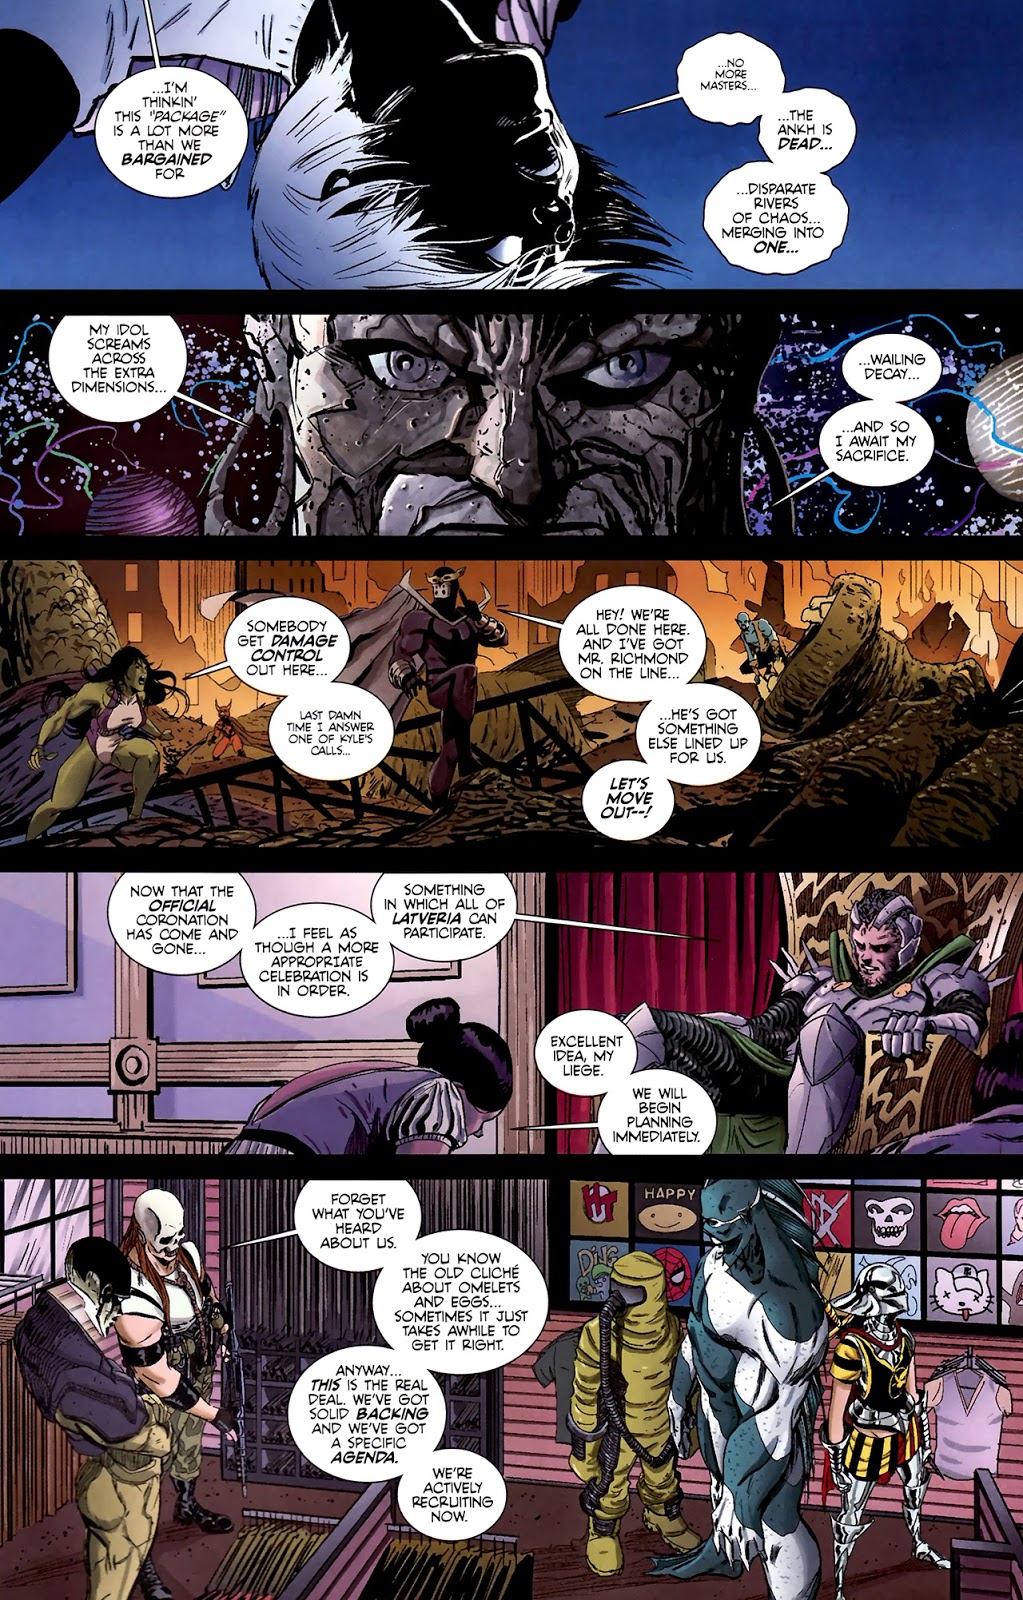 ...I'M
THINKIN'
THIS "PACKAGE"
IS A LOT MORE
THAN WE
BARGAINED
FOR
...NO
MORE
MASTERS...
...THE
ANKH IS
DEAD...
...DISPARATE
RIVERS
OF CHAOS...
MERGING INTO
ONE...
MY IDOL
SCREAMS
ACROSS
THE EXTRA
DIMENSIONS...
...WAILING
DECAY...
...AND SO
I AWAIT MY
SACRIFICE.
SOMEBODY
GET DAMAGE
CONTROL
OUT HERE...
LAST DAMN
TIME I ANSWER
ONE OF KYLE'S
CALLS...
HEY! WE'RE
ALL DONE HERE.
AND I'VE GOT
MR. RICHMOND
ON THE LINE...
...HE'S GOT
SOMETHING
ELSE LINED UP
FOR US.
LET'S
MOVE
OUT--!
NOW THAT THE
OFFICIAL
CORONATION
HAS COME AND
GONE...
...I FEEL AS
THOUGH A MORE
APPROPRIATE
CELEBRATION IS
IN ORDER.
SOMETHING
IN WHICH ALL OF
LATVERIA CAN
PARTICIPATE.
EXCELLENT
IDEA, MY
LIEGE.
WE WILL
BEGIN
PLANNING
IMMEDIATELY.
FORGET
WHAT YOU'VE
HEARD
ABOUT US.
YOU KNOW
THE OLD CLICHÉ
ABOUT OMELETS
AND EGGS...
SOMETIMES IT JUST
TAKES AWHILE TO
GET IT RIGHT.
ANYWAY...
THIS IS THE REAL
DEAL. WE'VE GOT
SOLID BACKING
AND WE'VE GOT
A SPECIFIC
AGENDA.
WE'RE
ACTIVELY
RECRUITING
NOW.
HAPPY